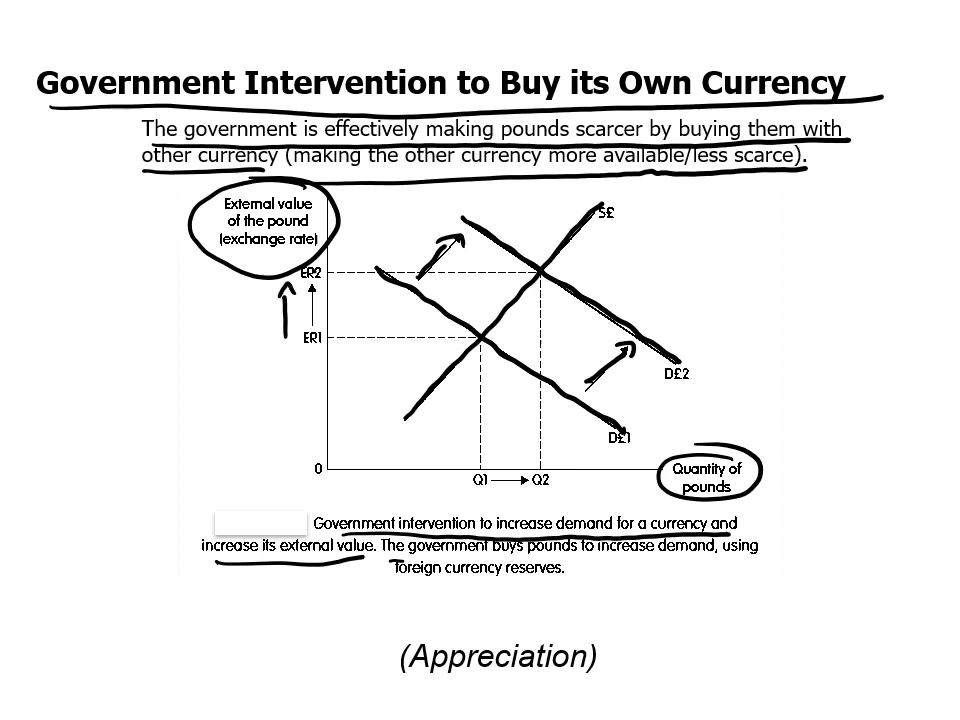 Government Intervention to Buy its Own Currency
The government is effectively making pounds scarcer by buying them with
other currency (making the other currency more available/less scarce).
External value
of the pound
(exchange rate)
S£
ER2
ER1
D£2
D£1
0
Q1 Q2
Quantity of
pounds
Government intervention to increase demand for a currency and
increase its external value. The government buys pounds to increase demand, using
foreign currency reserves.
(Appreciation)